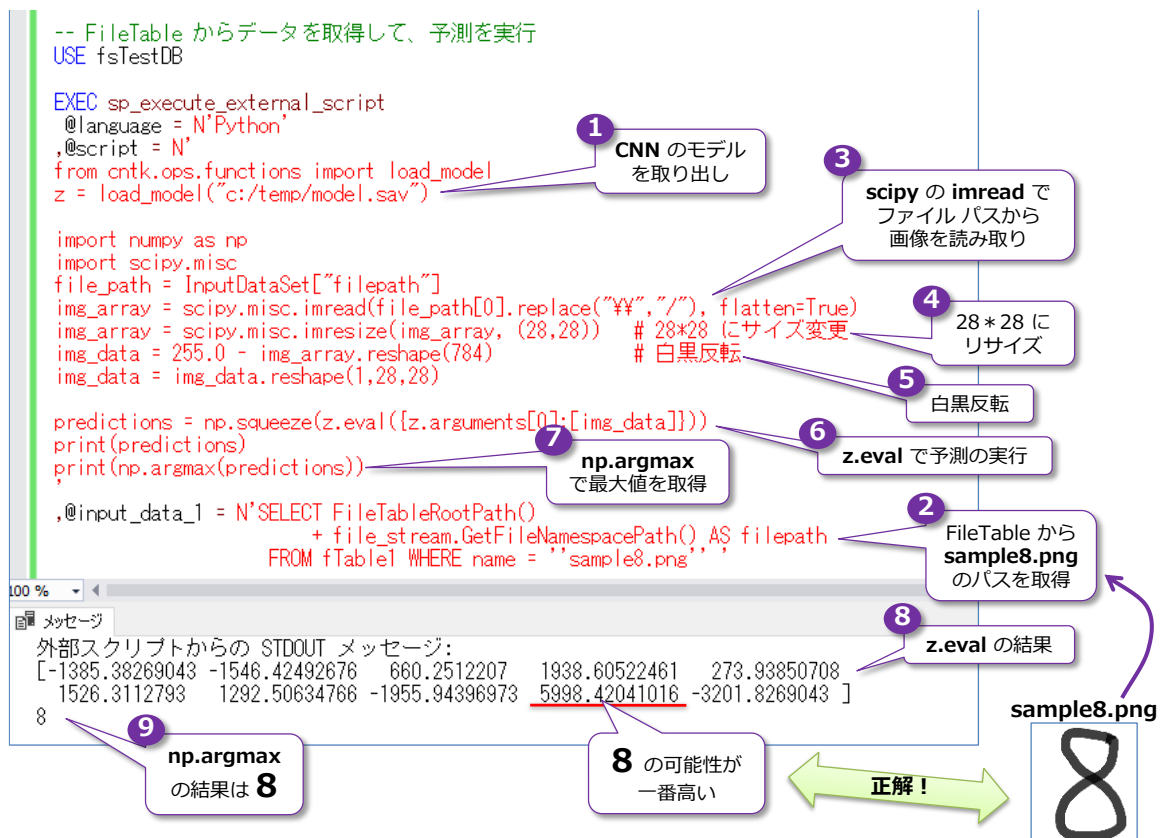 -- FileTable からデータを取得して、予測を実行
USE fsTestDB
EXEC sp_execute_external_script
@language = N'Python'
,@script = N'
from cntk.ops.functions import load_model
z = load_model("c:/temp/model.sav")
import numpy as np
import scipy.misc
file_path = InputDataSet["filepath"]
img_array = scipy.misc.imread(file_path[0].replace("¥¥","/"), flatten=True)
img_array = scipy.misc.imresize(img_array, (28,28)) # 28*28 にサイズ変更
img_data = 255.0 - img_array.reshape(784) # 白黒反転
img_data = img_data.reshape(1,28,28)
predictions = np.squeeze(z.eval({z.arguments[0]:[img_data]}))
print(predictions)
print(np.argmax(predictions))
'
,@input_data_1 = N'SELECT FileTableRootPath()
+ file_stream.GetFileNamespacePath() AS filepath
FROM fTable1 WHERE name = ''sample8.png'' '
1
CNN のモデル
を取り出し
3
scipy の imread で
ファイル パスから
画像を読み取り
4
28＊28 に
リサイズ
5
白黒反転
6
z.eval で予測の実行
7
np.argmax
で最大値を取得
2
FileTable から
sample8.png
のパスを取得
100 %
メッセージ
外部スクリプトからの STDOUT メッセージ:
[-1385.38269043 -1546.42492676 660.2512207 1938.60522461 273.93850708
1526.3112793 1292.50634766 -1955.94396973 5998.42041016 -3201.8269043 ]
8
8
z.eval の結果
9
np.argmax
の結果は 8
8 の可能性が
一番高い
正解！
sample8.png
8